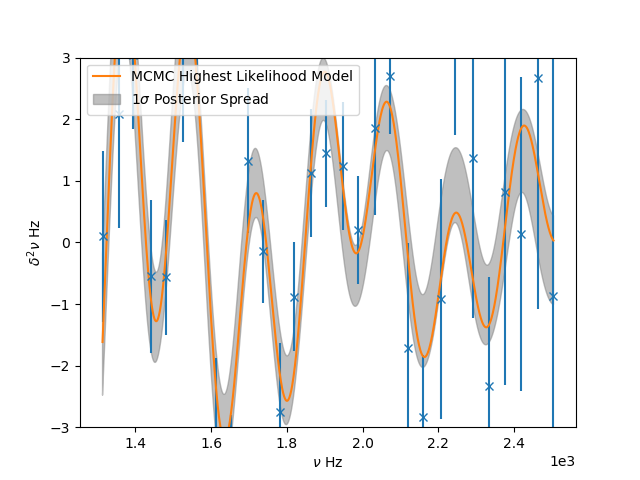 MCMC Highest Likelihood Model
1σ Posterior Spread
3
2
1
0
−1
−2
−3
δ²ν Hz
1.4
1.6
1.8
2.0
2.2
2.4
1e3
ν Hz